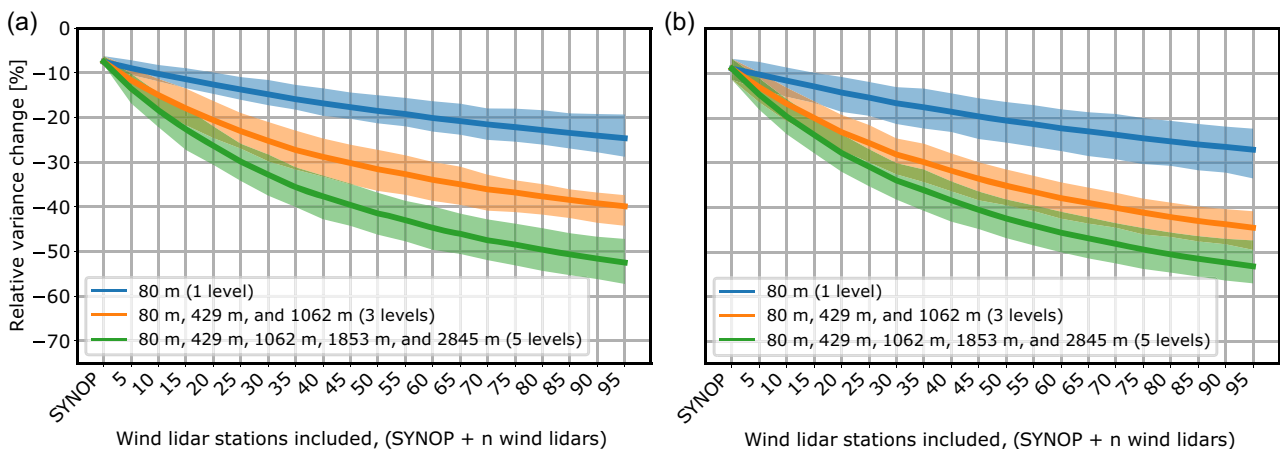 (a)
Relative variance change [%]
0
−10
−20
−30
−40
−50
−60
−70
80 m (1 level)
80 m, 429 m, and 1062 m (3 levels)
80 m, 429 m, 1062 m, 1853 m, and 2845 m (5 levels)
SYNOP 5 10 15 20 25 30 35 40 45 50 55 60 65 70 75 80 85 90 95
Wind lidar stations included, (SYNOP + n wind lidars)
(b)
80 m (1 level)
80 m, 429 m, and 1062 m (3 levels)
80 m, 429 m, 1062 m, 1853 m, and 2845 m (5 levels)
SYNOP 5 10 15 20 25 30 35 40 45 50 55 60 65 70 75 80 85 90 95
Wind lidar stations included, (SYNOP + n wind lidars)